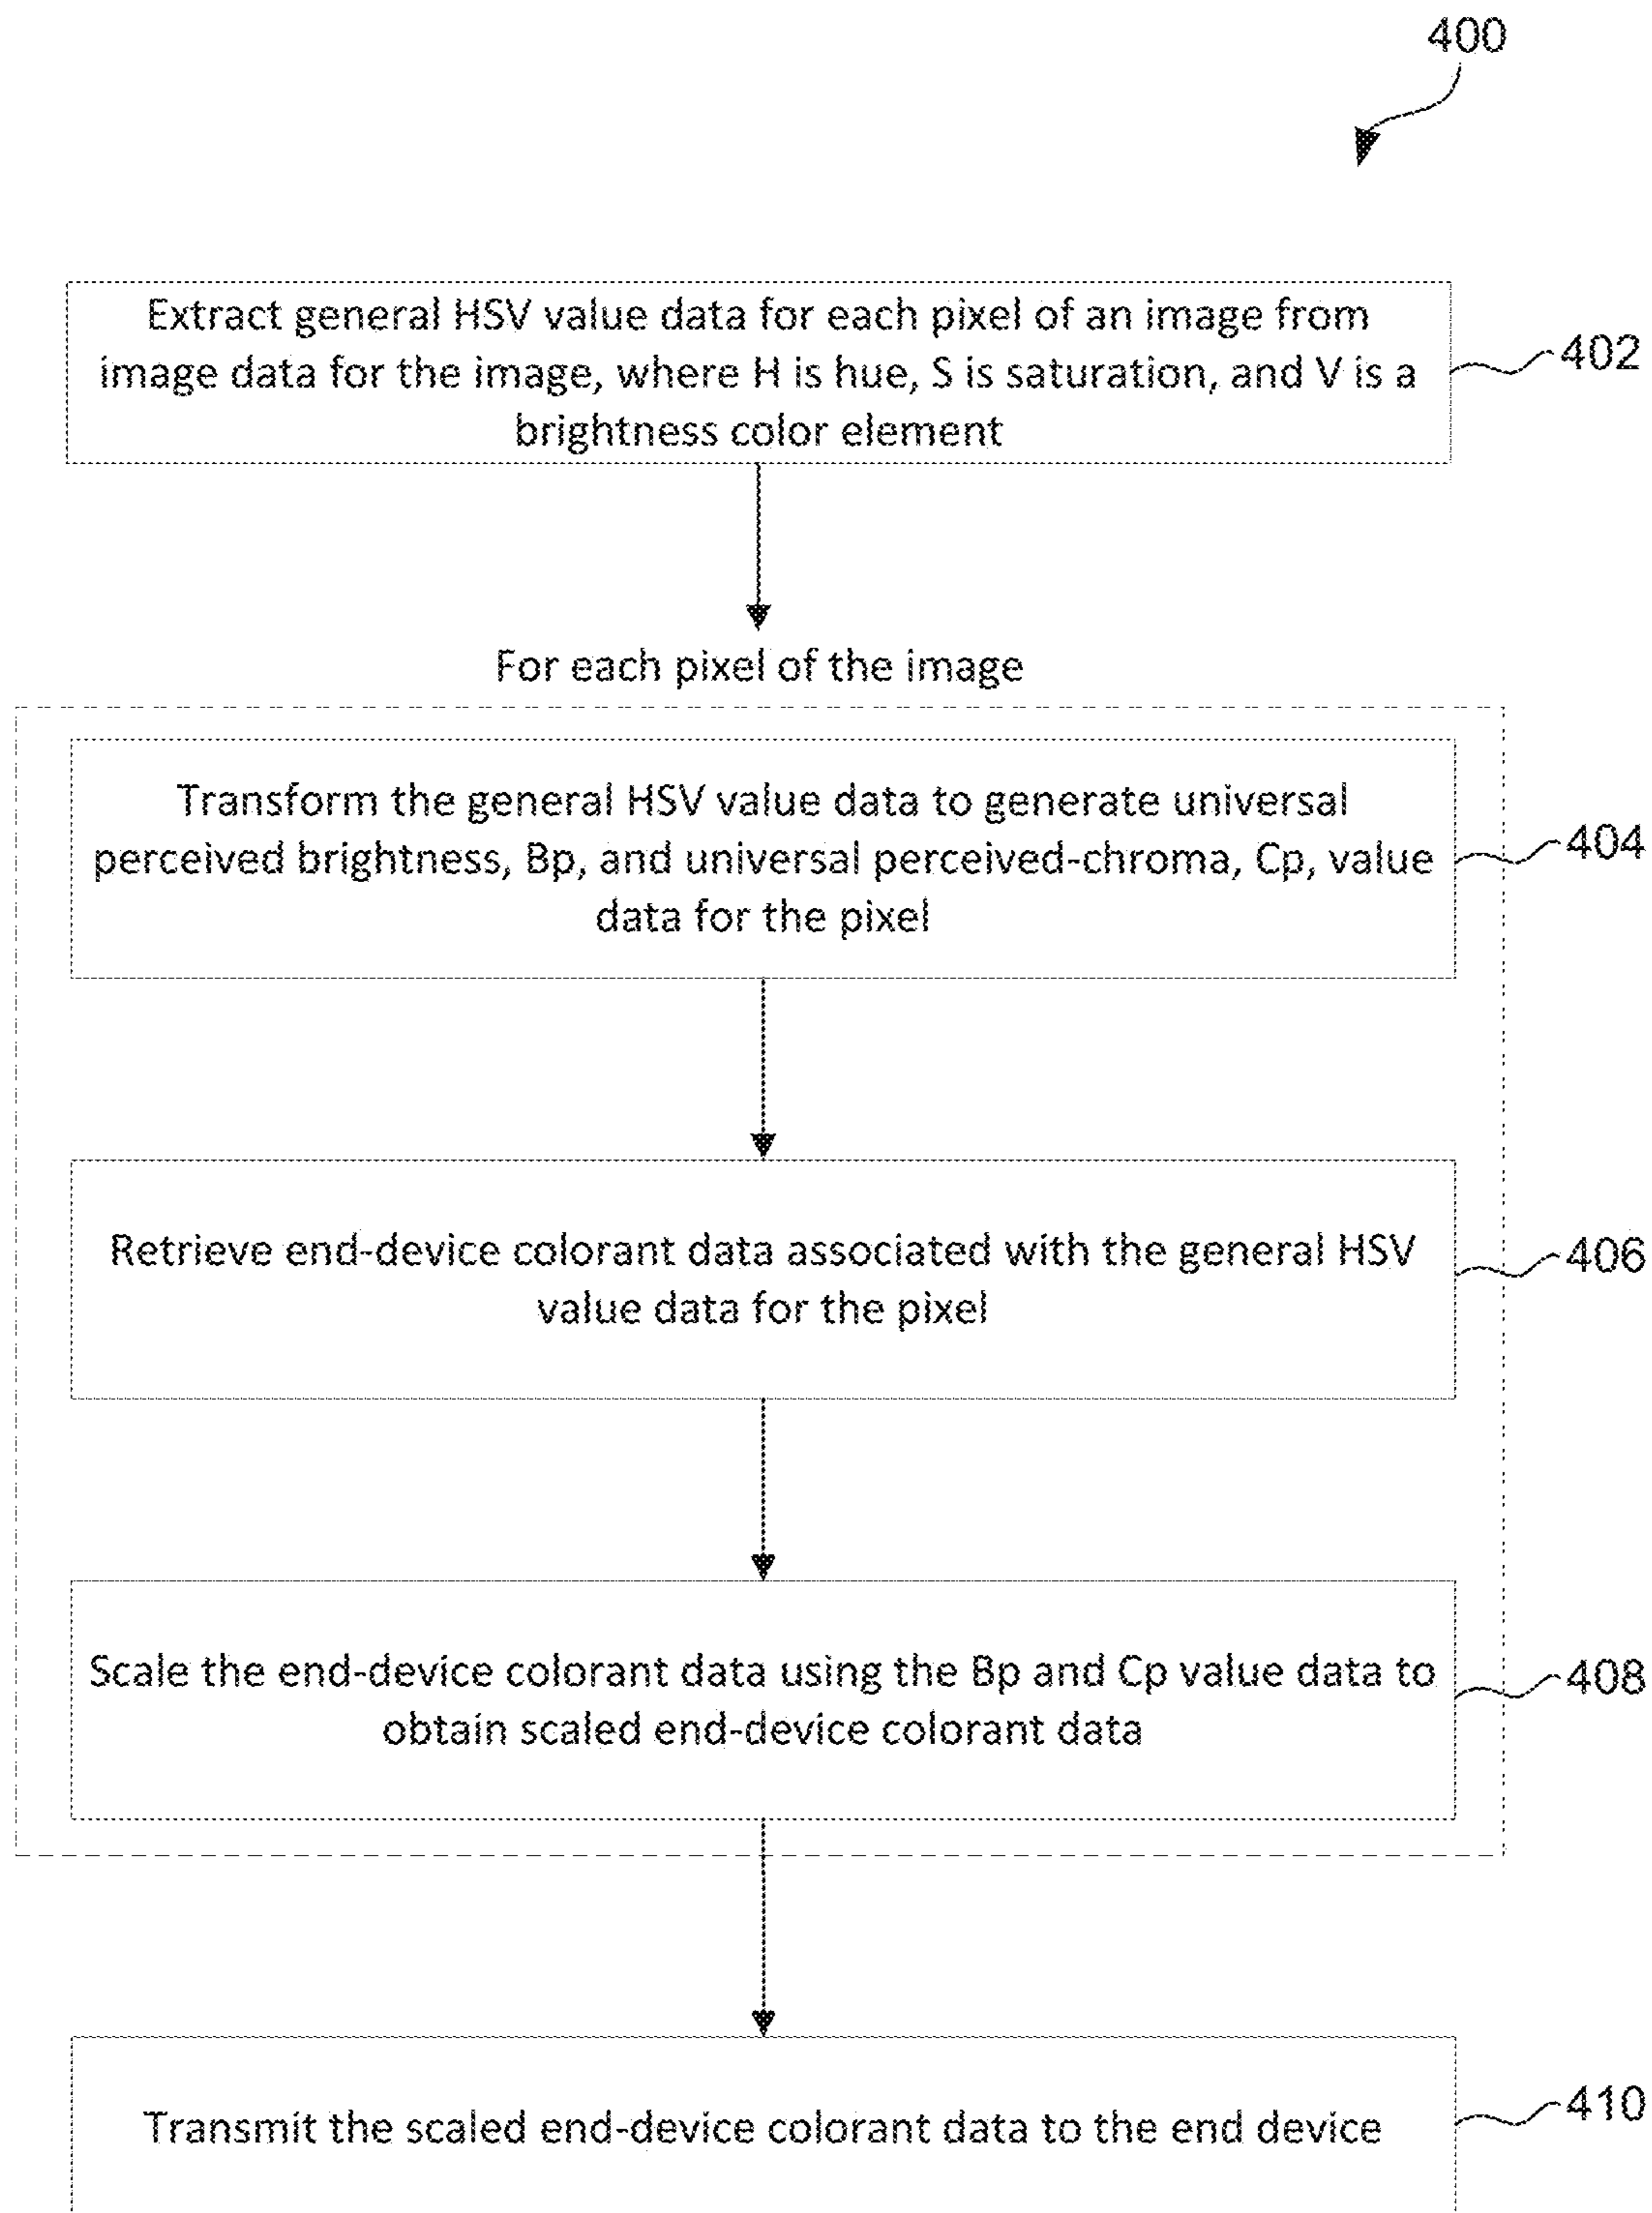 400
Extract general HSV value data for each pixel of an image from
image data for the image, where H is hue, S is saturation, and V is a
brightness color element
402
For each pixel of the image
Transform the general HSV value data to generate universal
perceived brightness, Bp, and universal perceived-chroma, Cp, value
data for the pixel
404
Retrieve end-device colorant data associated with the general HSV
value data for the pixel
406
Scale the end-device colorant data using the Bp and Cp value data to
obtain scaled end-device colorant data
408
Transmit the scaled end-device colorant data to the end device
410